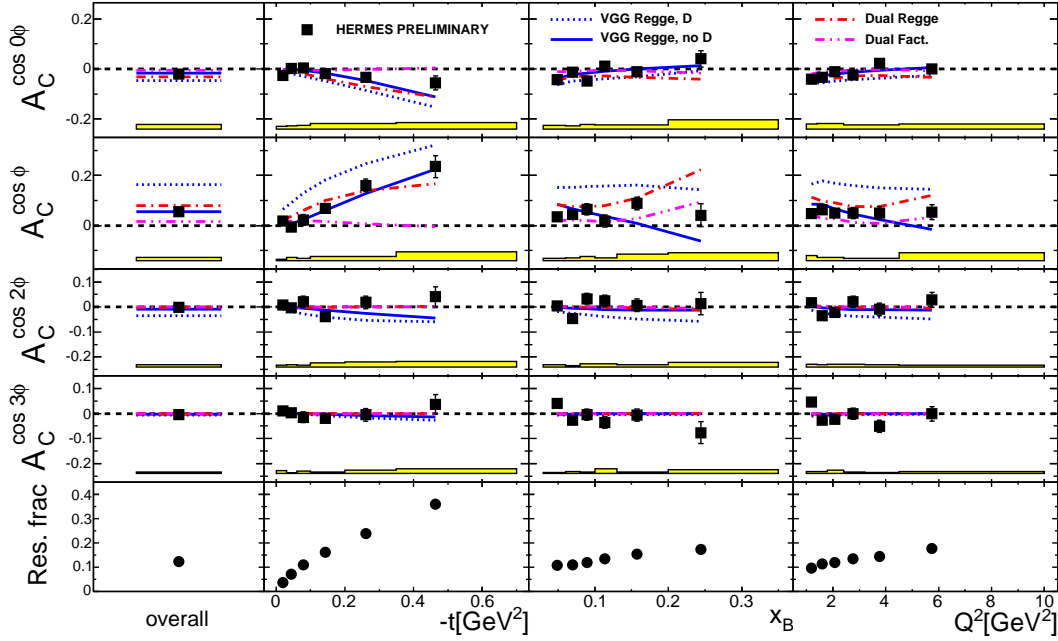 0.2
HERMES PRELIMINARY
VGG Regge, D
VGG Regge, no D
Dual Regge
Dual Fact.
0
-0.2
A_C^{cos 0ϕ}
0.2
0
A_C^{cos ϕ}
0.1
0
-0.1
-0.2
A_C^{cos 2ϕ}
0.1
0
-0.1
-0.2
A_C^{cos 3ϕ}
0.4
0.3
0.2
0.1
0
Res. frac
0 0.2 0.4 0.6
0.1 0.2 0.3
2 4 6 8 10
overall
-t[GeV²]
x_B
Q²[GeV²]